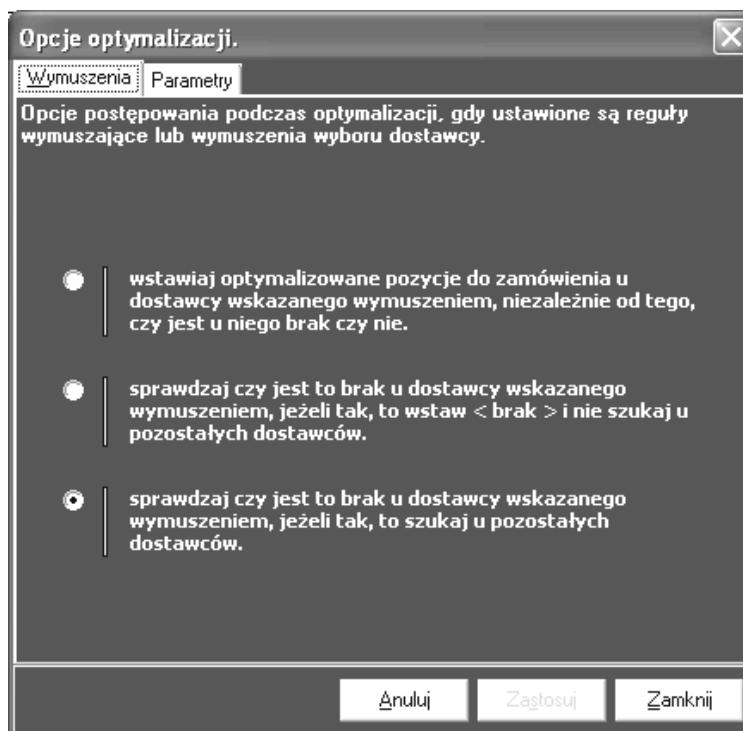 Opcje optymalizacji.
Wymuszenia Parametry
Opcje postępowania podczas optymalizacji, gdy ustawione są reguły
wymuszające lub wymuszenia wyboru dostawcy.
wstawiaj optymalizowane pozycje do zamówienia u
dostawcy wskazanego wymuszeniem, niezależnie od tego,
czy jest u niego brak czy nie.
sprawdzaj czy jest to brak u dostawcy wskazanego
wymuszeniem, jeżeli tak, to wstaw < brak > i nie szukaj u
pozostałych dostawców.
sprawdzaj czy jest to brak u dostawcy wskazanego
wymuszeniem, jeżeli tak, to szukaj u pozostałych
dostawców.
Anuluj Zastosuj Zamknij